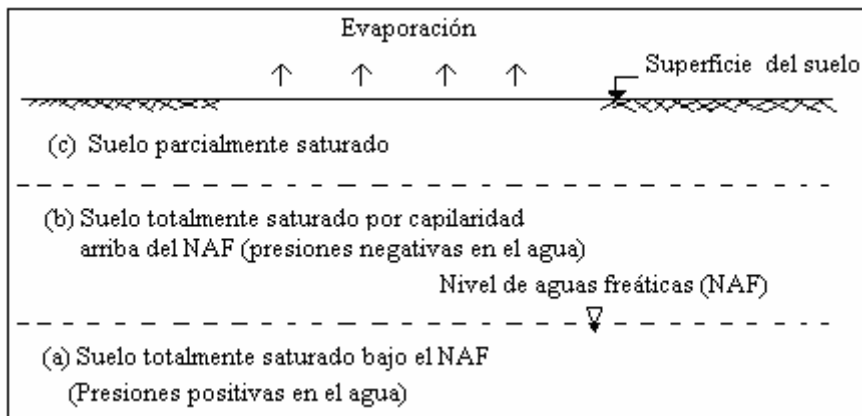 Evaporación
Superficie del suelo
(c) Suelo parcialmente saturado
(b) Suelo totalmente saturado por capilaridad
arriba del NAF (presiones negativas en el agua)
Nivel de aguas freáticas (NAF)
(a) Suelo totalmente saturado bajo el NAF
(Presiones positivas en el agua)